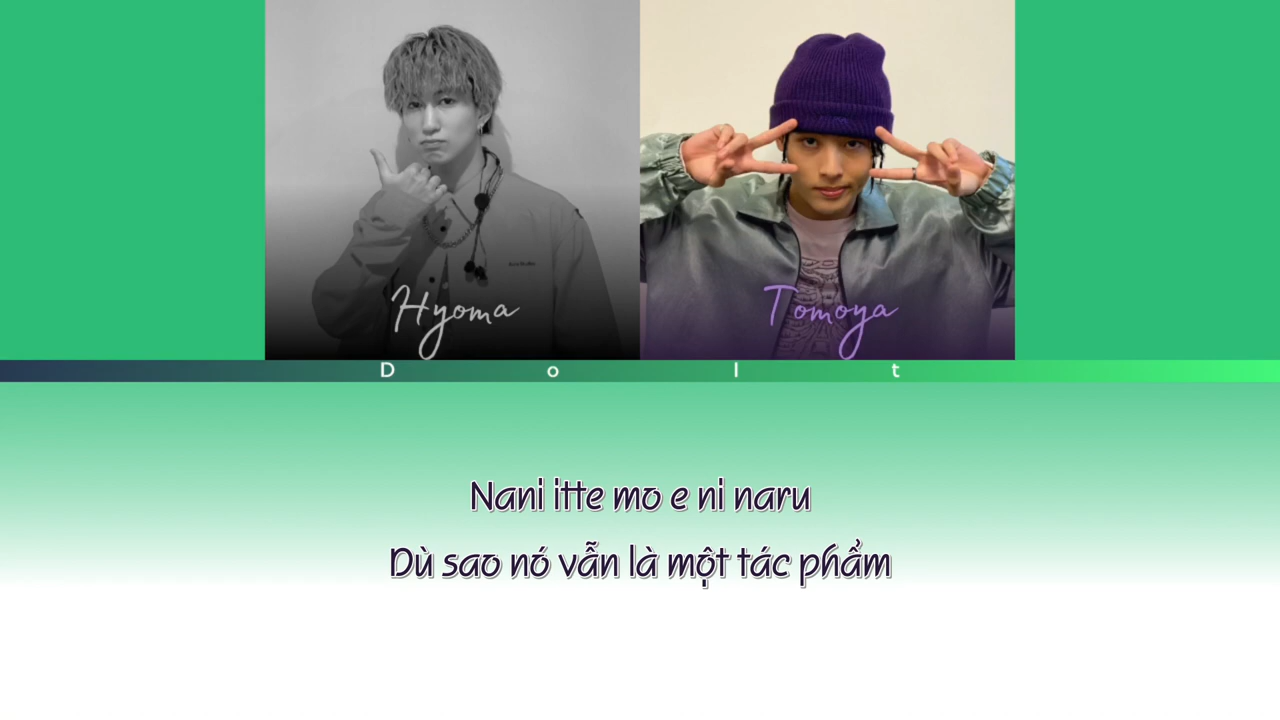 Hyoma Tomoya
D o l t
Nani itte mo e ni naru
Dù sao nó vẫn là một tác phẩm